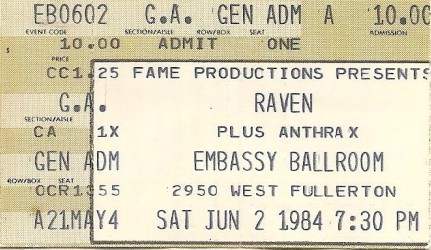 EB0602 G.A. GEN ADM A 10.00
EVENT CODE SECTION/AISLE ROW/BOX SEAT
10.00 ADMIT ONE
PRICE
CC1.25 FAME PRODUCTIONS PRESENTS
G.A. RAVEN
SECTION/AISLE
CA 1X PLUS ANTHRAX
GEN ADM EMBASSY BALLROOM
ROW/BOX SEAT
OCR1355 2950 WEST FULLERTON
A21MAY4 SAT JUN 2 1984 7:30 PM